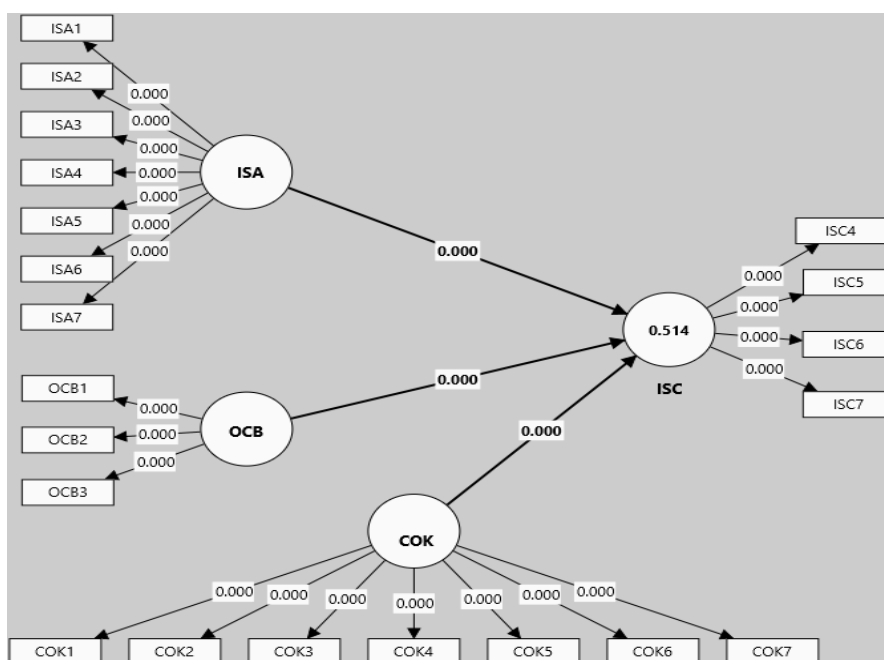 ISA1
ISA2
ISA3
ISA4
ISA5
ISA6
ISA7
0.000
0.000
0.000
0.000
0.000
0.000
0.000
ISA
0.000
OCB1
OCB2
OCB3
0.000
0.000
0.000
OCB
0.000
0.000
0.514
ISC
0.000
0.000
0.000
0.000
ISC4
ISC5
ISC6
ISC7
COK
0.000
0.000
0.000
0.000
0.000
0.000
0.000
COK1
COK2
COK3
COK4
COK5
COK6
COK7